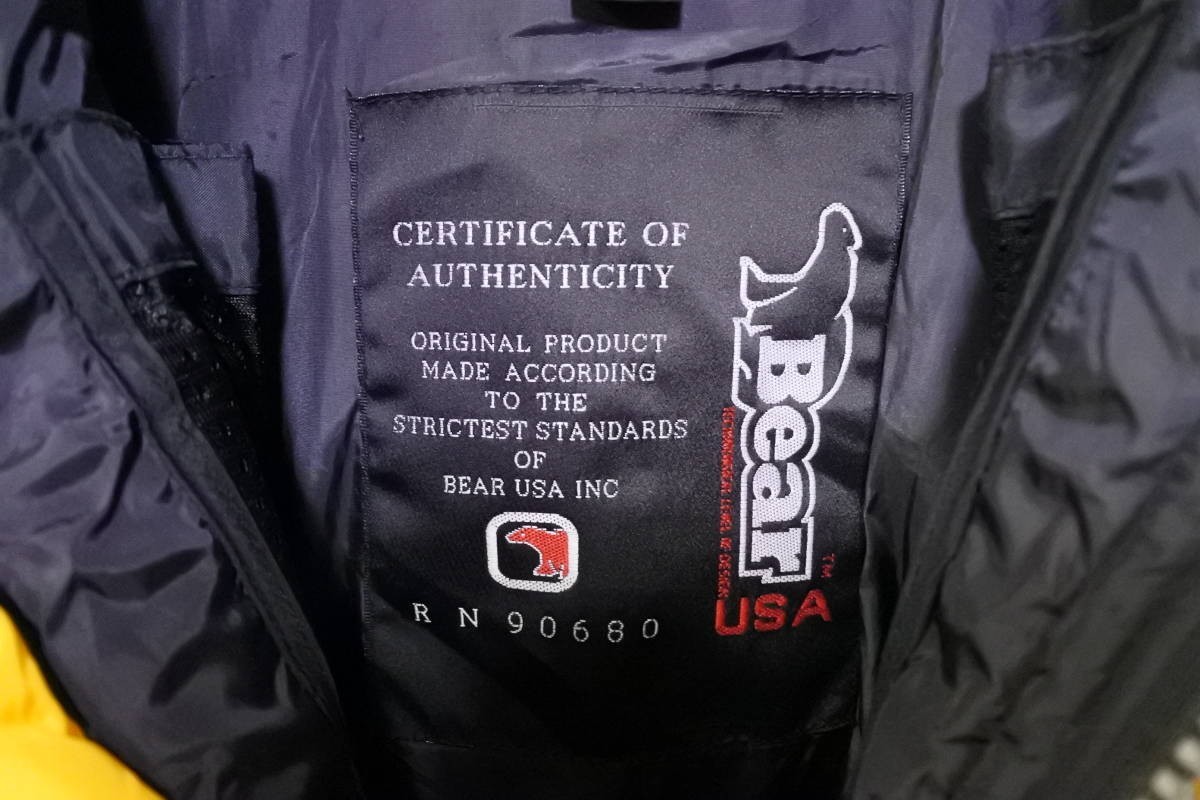 CERTIFICATE OF
AUTHENTICITY
ORIGINAL PRODUCT
MADE ACCORDING
TO THE
STRICTEST STANDARDS
OF
BEAR USA INC
RN 90680
Bear
TM
USA